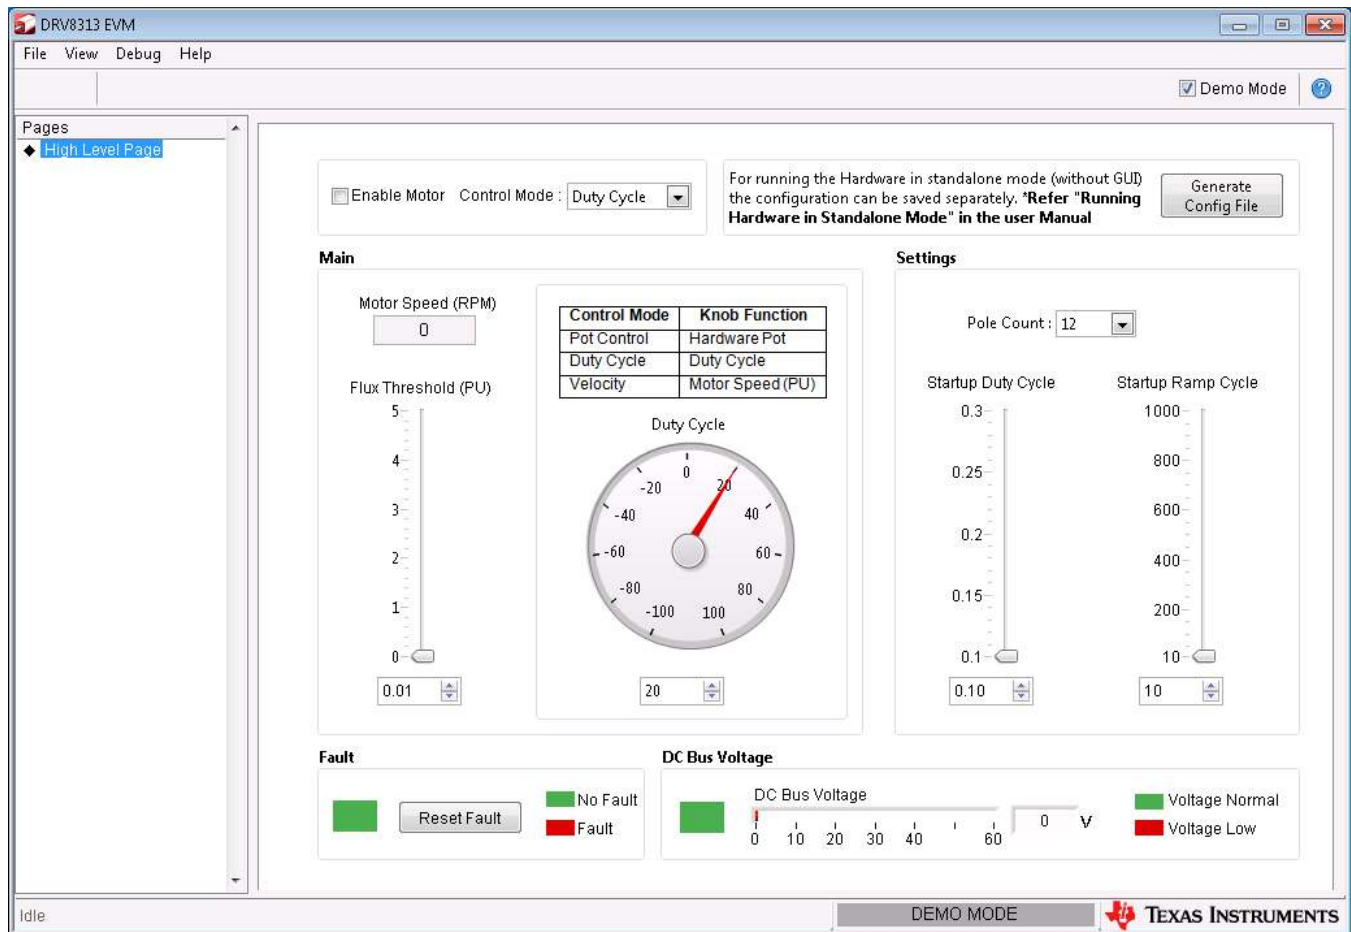 DRV8313 EVM
File View Debug Help
Demo Mode
Pages
High Level Page
Enable Motor Control Mode : Duty Cycle
For running the Hardware in standalone mode (without GUI)
the configuration can be saved separately. *Refer "Running
Hardware in Standalone Mode" in the user Manual
Generate
Config File
Main
Motor Speed (RPM)
0
Flux Threshold (PU)
5
4
3
2
1
0
0.01
Control Mode Knob Function
Pot Control Hardware Pot
Duty Cycle Duty Cycle
Velocity Motor Speed (PU)
Duty Cycle
0
-20 20
-40 40
-60 60
-80 80
-100 100
20
Settings
Pole Count : 12
Startup Duty Cycle
0.3
0.25
0.2
0.15
0.1
0.10
Startup Ramp Cycle
1000
800
600
400
200
10
10
Fault
Reset Fault
No Fault
Fault
DC Bus Voltage
DC Bus Voltage
0 10 20 30 40 60
0 V
Voltage Normal
Voltage Low
Idle
DEMO MODE
TEXAS INSTRUMENTS